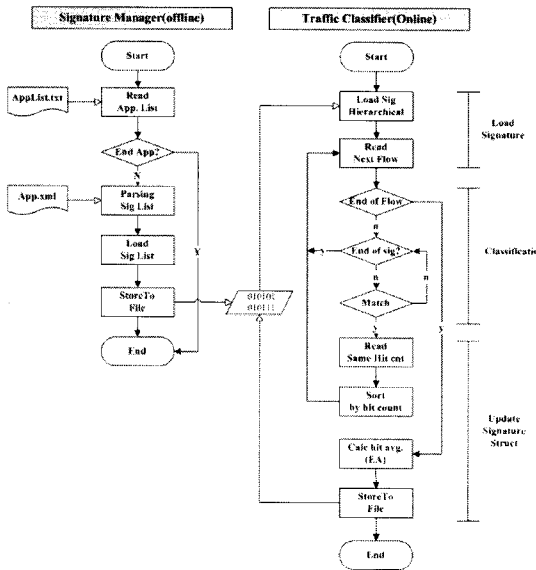 Signature Manager(offline)
Traffic Classifier(Online)
Start
AppList.txt
Read
App. List
End App?
N
App.xml
Parsing
Sig List
Load
Sig List
Y
StoreTo
File
End
010101
010111
Start
Load Sig
Hierarchical
Read
Next Flow
End of Flow
n
End of sig?
y
n
n
Match
y
y
Read
Same Hit cnt
Sort
by hit count
Calc hit avg.
(EA)
StoreTo
File
End
Load
Signature
Classification
Update
Signature
Struct